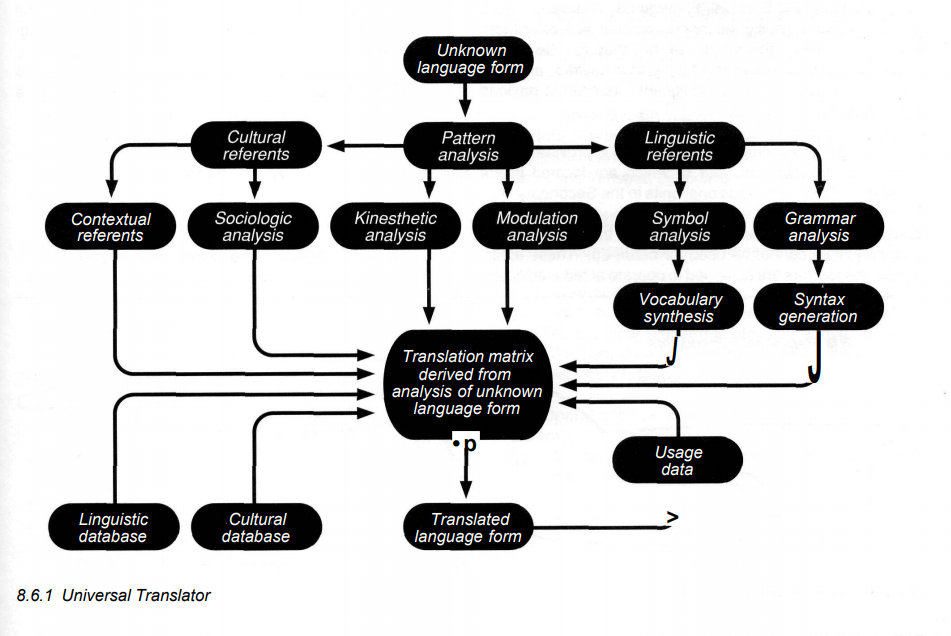 Unknown
language form
Cultural
referents
Pattern
analysis
Linguistic
referents
Contextual
referents
Sociologic
analysis
Kinesthetic
analysis
Modulation
analysis
Symbol
analysis
Grammar
analysis
Vocabulary
synthesis
Syntax
generation
Translation matrix
derived from
analysis of unknown
language form
• p
Usage
data
Linguistic
database
Cultural
database
Translated
language form
>
8.6.1 Universal Translator